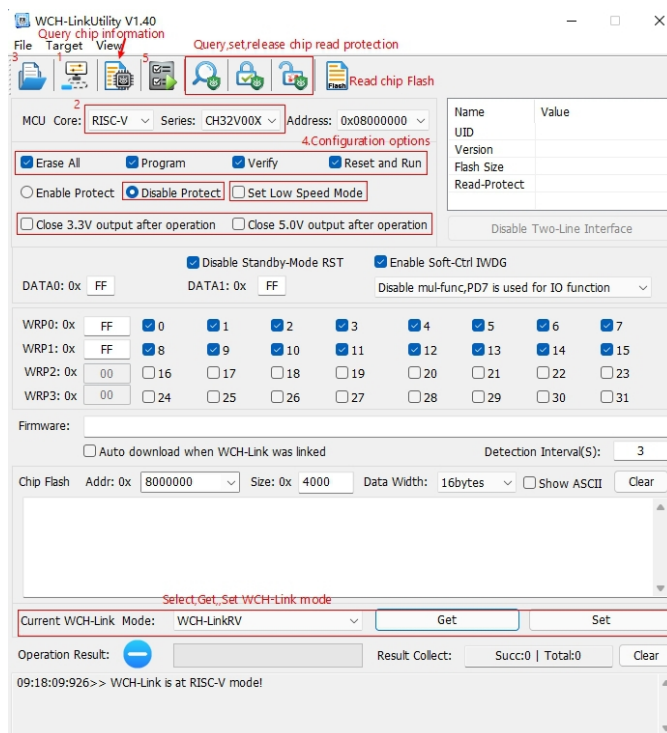 WCH-LinkUtility V1.40
Query chip information
File Target View
Query,set,release chip read protection
3 1 5
Flash
Read chip Flash
2
MCU Core: RISC-V Series: CH32V00X Address: 0x08000000
4.Configuration options
Erase All Program Verify Reset and Run
Enable Protect Disable Protect Set Low Speed Mode
Close 3.3V output after operation Close 5.0V output after operation
Name Value
UID
Version
Flash Size
Read-Protect
Disable Two-Line Interface
Disable Standby-Mode RST Enable Soft-Ctrl IWDG
DATA0: 0x FF DATA1: 0x FF Disable mul-func,PD7 is used for IO function
WRP0: 0x FF 0 1 2 3 4 5 6 7
WRP1: 0x FF 8 9 10 11 12 13 14 15
WRP2: 0x 00 16 17 18 19 20 21 22 23
WRP3: 0x 00 24 25 26 27 28 29 30 31
Firmware:
Auto download when WCH-Link was linked Detection Interval(S): 3
Chip Flash Addr: 0x 8000000 Size: 0x 4000 Data Width: 16bytes Show ASCII Clear
Select,Get,,Set WCH-Link mode
Current WCH-Link Mode: WCH-LinkRV Get Set
Operation Result: Result Collect: Succ:0 | Total:0 Clear
09:18:09:926>> WCH-Link is at RISC-V mode!